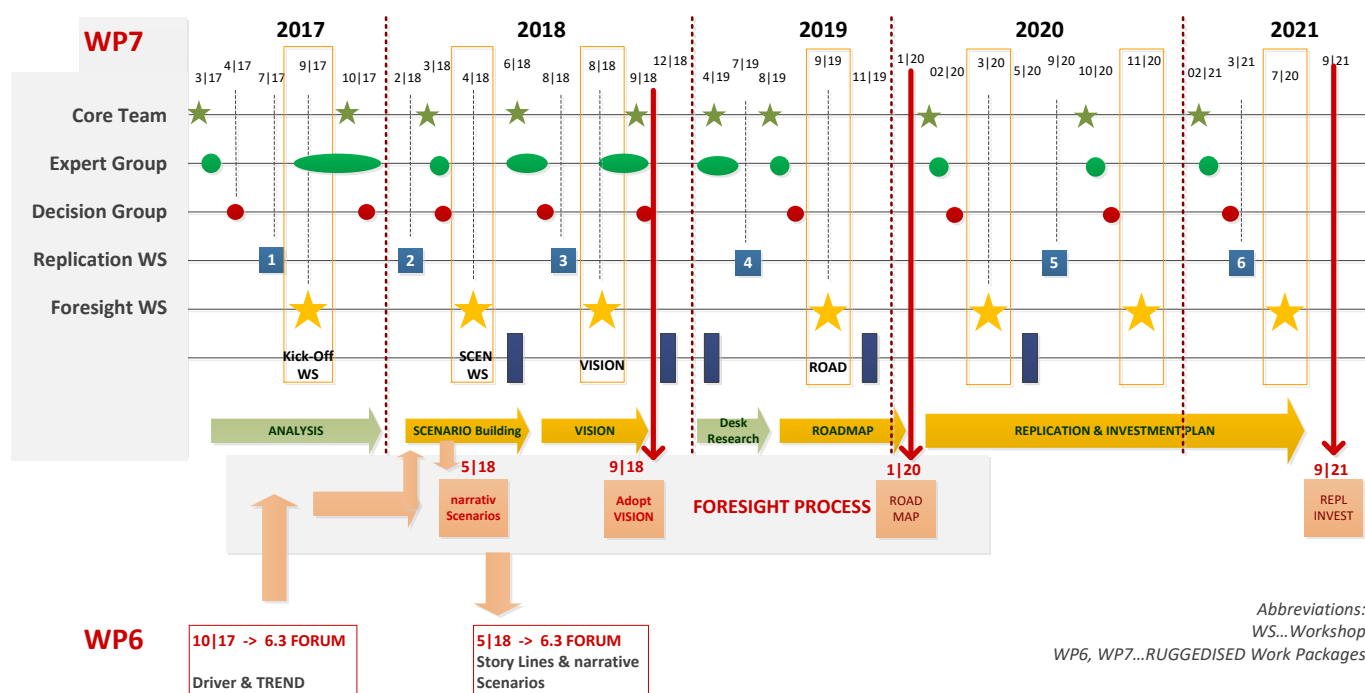 WP7
2017
2018
2019
2020
2021
3|17
4|17
7|17
9|17
10|17
2|18
3|18
4|18
6|18
8|18
8|18
9|18
12|18
4|19
7|19
8|19
9|19
11|19
1|20
02|20
3|20
5|20
9|20
10|20
11|20
02|21
3|21
7|20
9|21
Core Team
Expert Group
Decision Group
Replication WS
1
2
3
4
5
6
Foresight WS
Kick-Off
WS
SCEN
WS
VISION
ROAD
ANALYSIS
SCENARIO Building
VISION
Desk
Research
ROADMAP
REPLICATION & INVESTMENT PLAN
5|18
narrativ
Scenarios
9|18
Adopt
VISION
FORESIGHT PROCESS
1|20
ROAD
MAP
9|21
REPL
INVEST
WP6
10|17 -> 6.3 FORUM
Driver & TREND
5|18 -> 6.3 FORUM
Story Lines & narrative
Scenarios
Abbreviations:
WS...Workshop
WP6, WP7...RUGGEDISED Work Packages